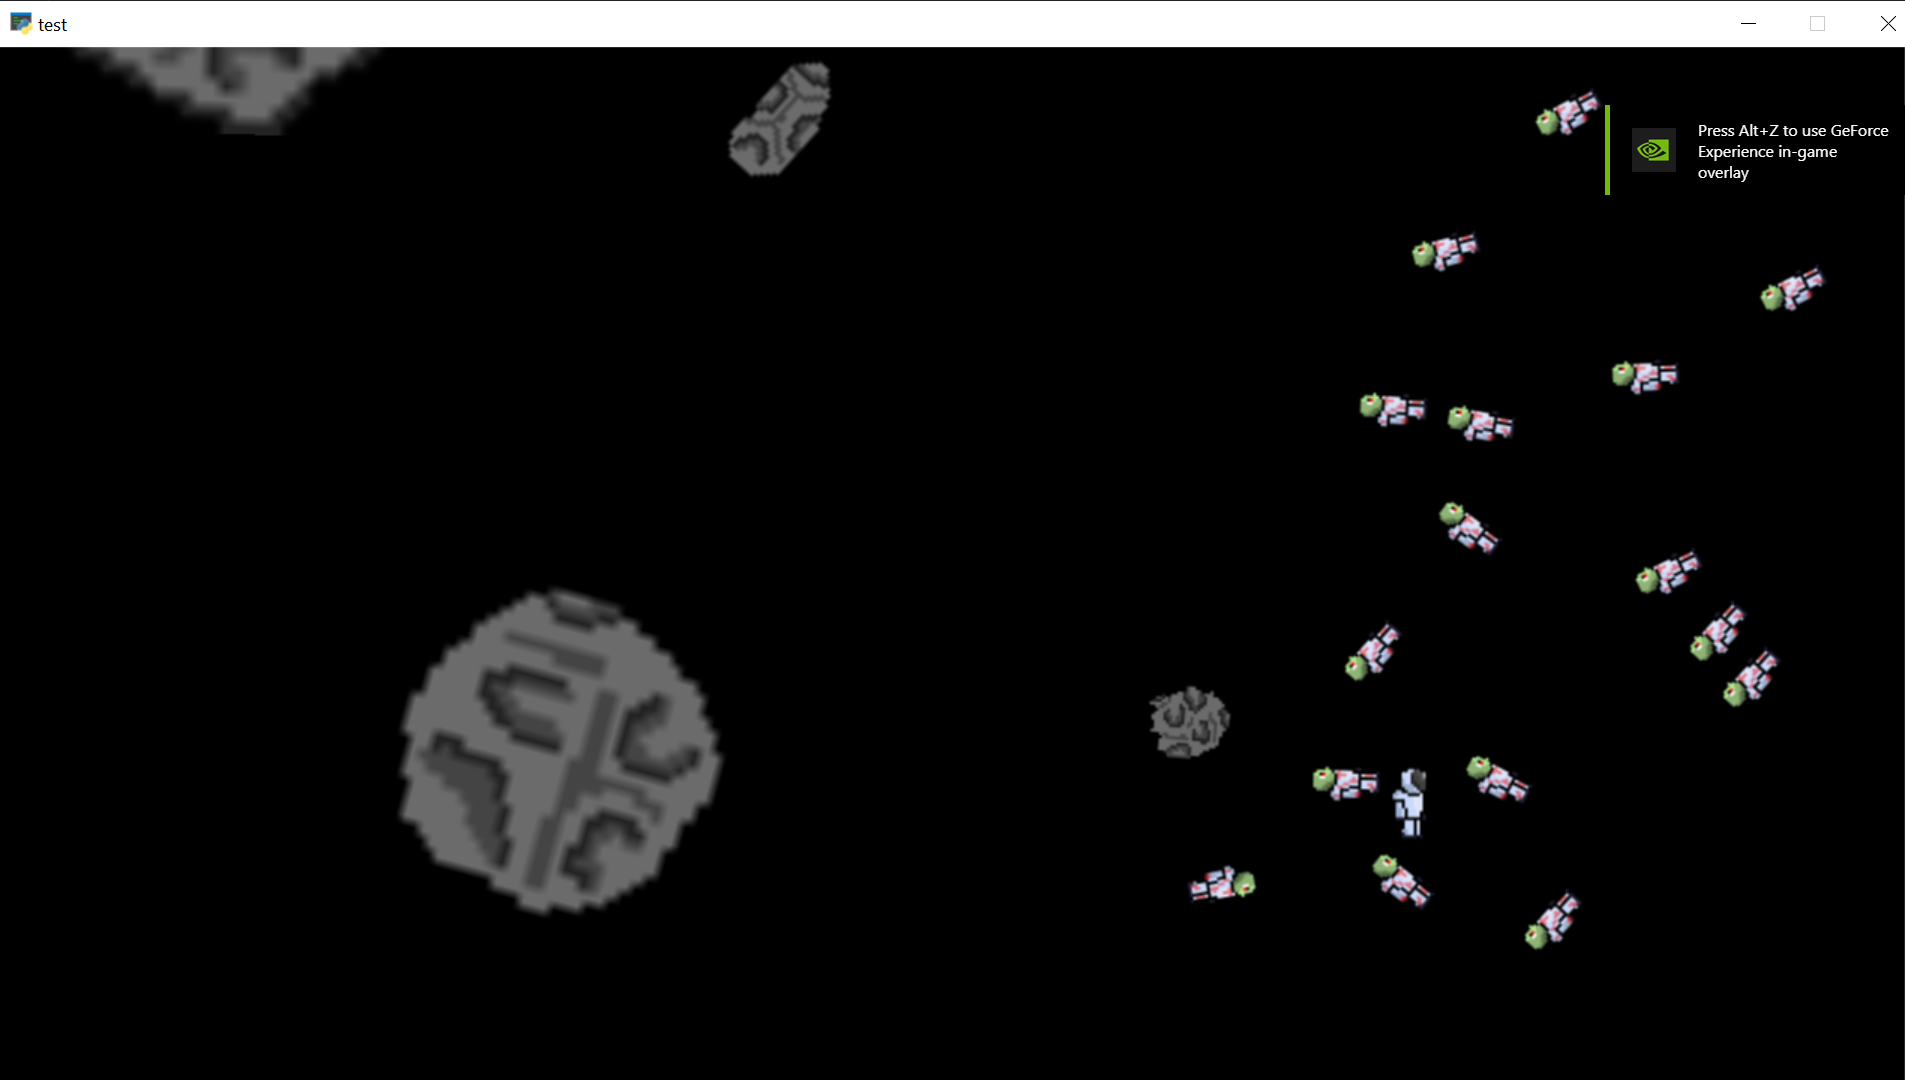 test
Press Alt+Z to use GeForce
Experience in-game
overlay